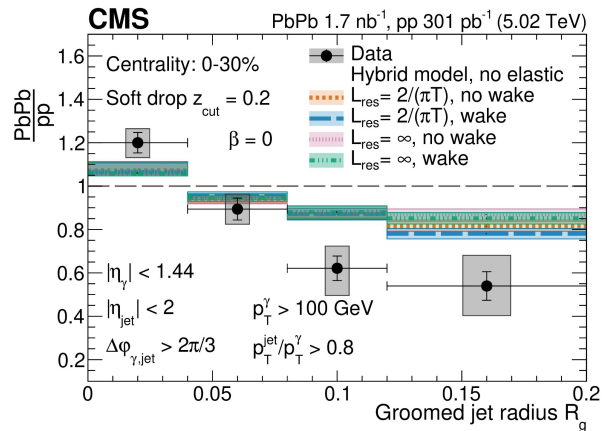 CMS
PbPb 1.7 nb⁻¹, pp 301 pb⁻¹ (5.02 TeV)
PbPb
pp
1.6
1.4
1.2
1
0.8
0.6
0.4
0.2
Centrality: 0-30%
Soft drop z_cut = 0.2
β = 0
Data
Hybrid model, no elastic
L_res = 2/(πT), no wake
L_res = 2/(πT), wake
L_res = ∞, no wake
L_res = ∞, wake
|η_γ| < 1.44
|η_jet| < 2
Δφ_γ,jet > 2π/3
p_T^γ > 100 GeV
p_T^jet/p_T^γ > 0.8
0 0.05 0.1 0.15 0.2
Groomed jet radius R_g